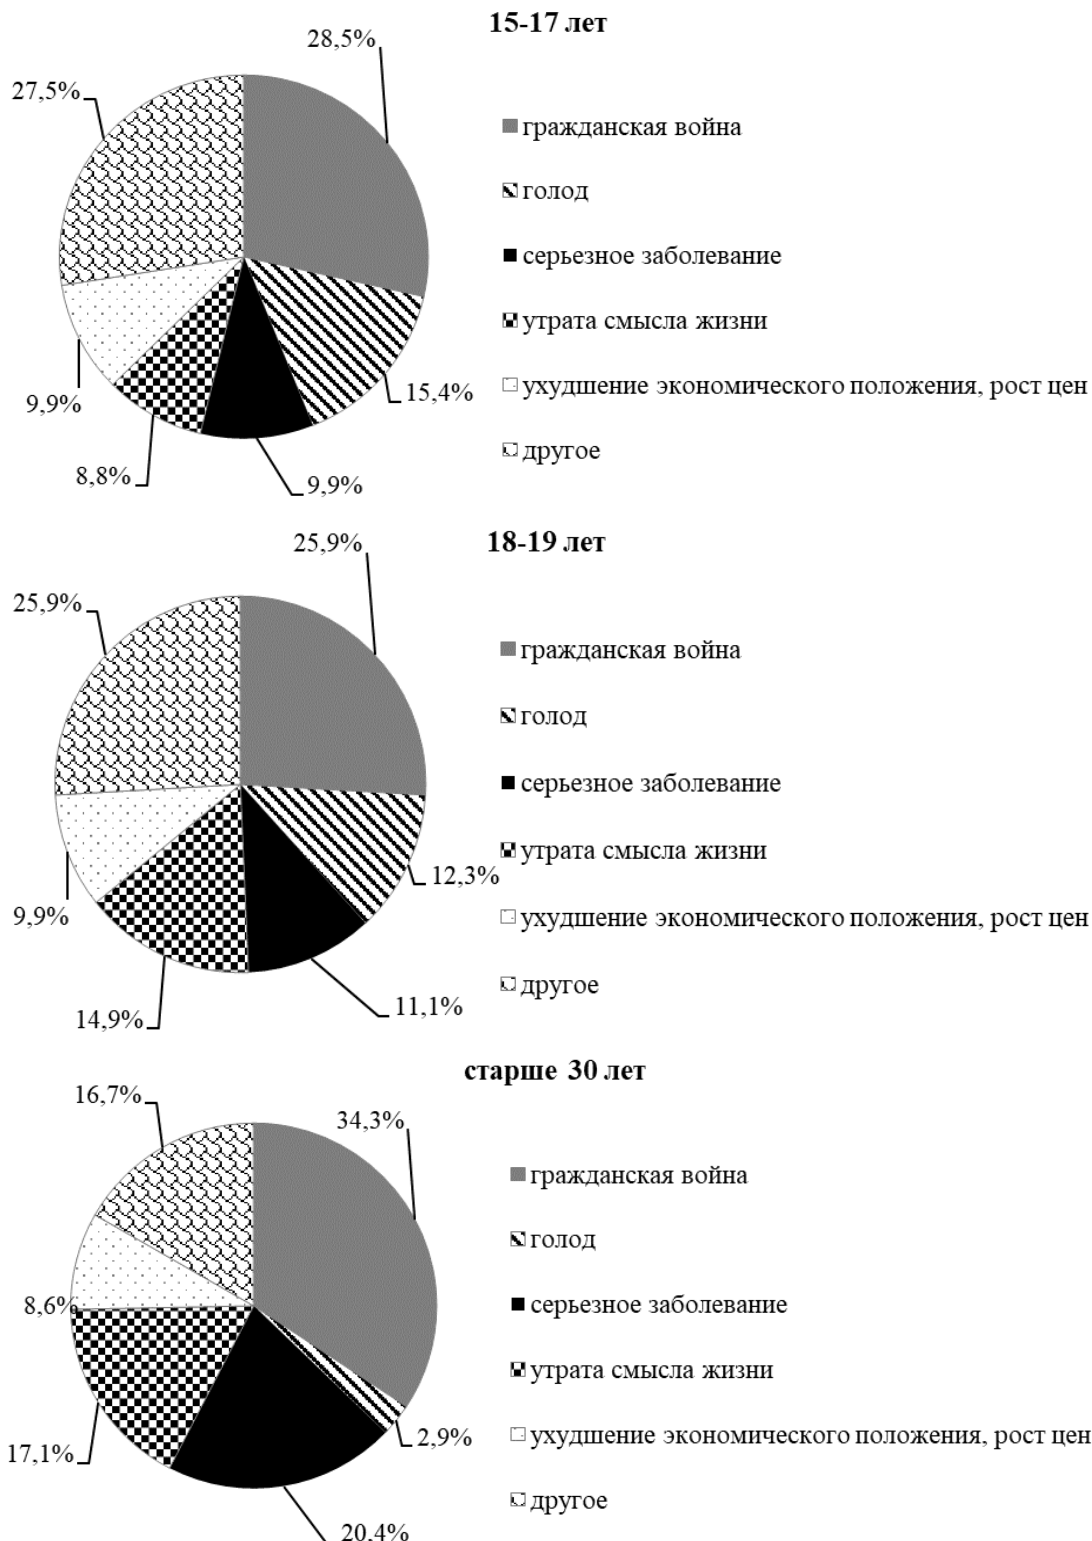 15-17 лет
28,5%
27,5%
гражданская война
голод
серьезное заболевание
утрата смысла жизни
ухудшение экономического положения, рост цен
другое
15,4%
9,9%
8,8%
9,9%
18-19 лет
25,9%
25,9%
гражданская война
голод
серьезное заболевание
утрата смысла жизни
ухудшение экономического положения, рост цен
другое
12,3%
9,9%
11,1%
14,9%
старше 30 лет
16,7%
34,3%
гражданская война
голод
серьезное заболевание
утрата смысла жизни
ухудшение экономического положения, рост цен
другое
8,6%
2,9%
17,1%
20,4%